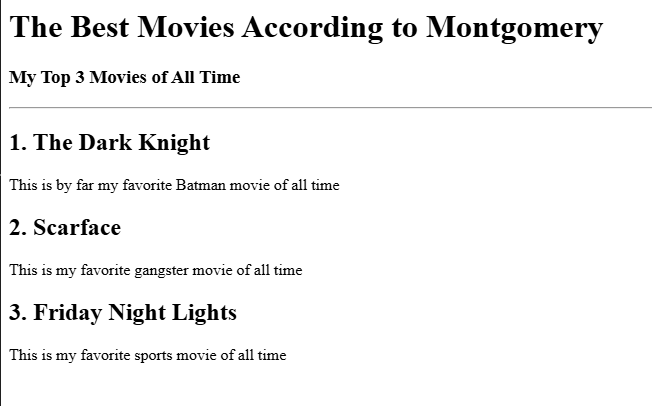 The Best Movies According to Montgomery
My Top 3 Movies of All Time
1. The Dark Knight
This is by far my favorite Batman movie of all time
2. Scarface
This is my favorite gangster movie of all time
3. Friday Night Lights
This is my favorite sports movie of all time